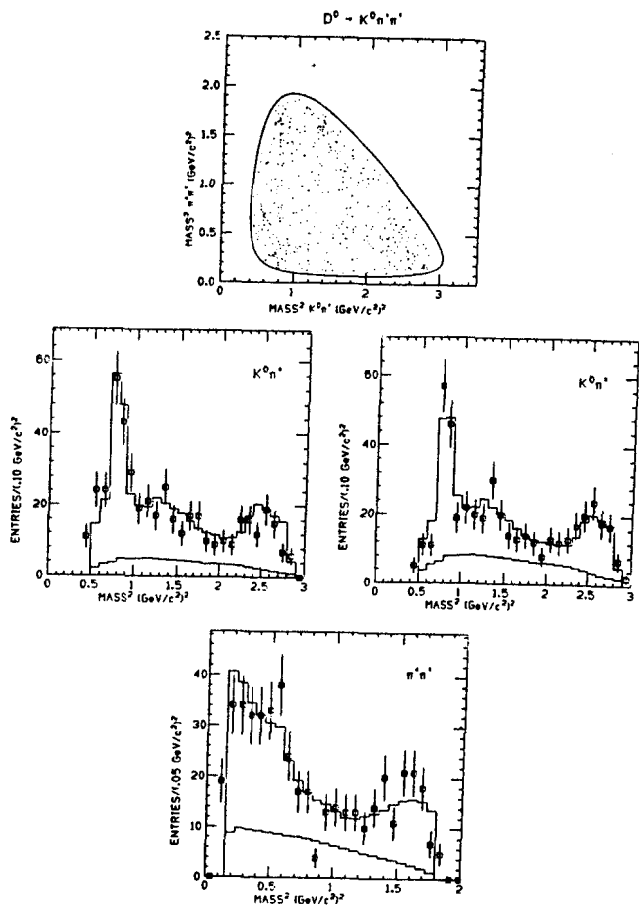 D⁰ → K⁰π⁺π⁻
2.5
2.0
1.5
1.0
0.5
0.0
MASS² π⁺π⁻ (GeV/c²)²
0 1 2 3
MASS² K⁰π⁺ (GeV/c²)²
K⁰π⁺
60
40
20
0
ENTRIES/(.10 GeV/c²)²
0 0.5 1 1.5 2 2.5 3
MASS² (GeV/c²)²
K⁰π⁺
60
40
20
0
ENTRIES/(.10 GeV/c²)²
0 0.5 1 1.5 2 2.5 3
MASS² (GeV/c²)²
π⁺π⁻
40
30
20
10
0
ENTRIES/(.05 GeV/c²)²
0 0.5 1 1.5 2
MASS² (GeV/c²)²